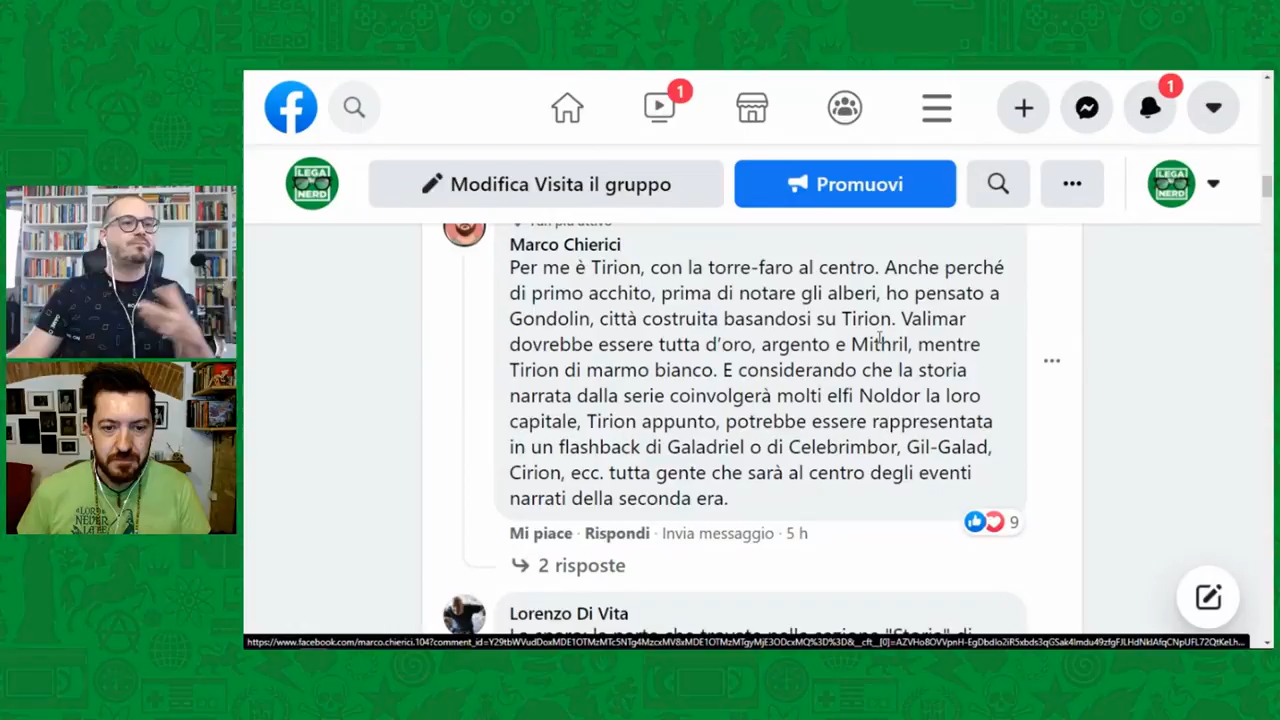 1
1
LEGA NERD
Modifica Visita il gruppo
Promuovi
LEGA NERD
Marco Chierici
Per me è Tirion, con la torre-faro al centro. Anche perché
di primo acchito, prima di notare gli alberi, ho pensato a
Gondolin, città costruita basandosi su Tirion. Valimar
dovrebbe essere tutta d'oro, argento e Mithril, mentre
Tirion di marmo bianco. E considerando che la storia
narrata dalla serie coinvolgerà molti elfi Noldor la loro
capitale, Tirion appunto, potrebbe essere rappresentata
in un flashback di Galadriel o di Celebrimbor, Gil-Galad,
Cirion, ecc. tutta gente che sarà al centro degli eventi
narrati della seconda era.
9
Mi piace · Rispondi · Invia messaggio · 5 h
2 risposte
Lorenzo Di Vita